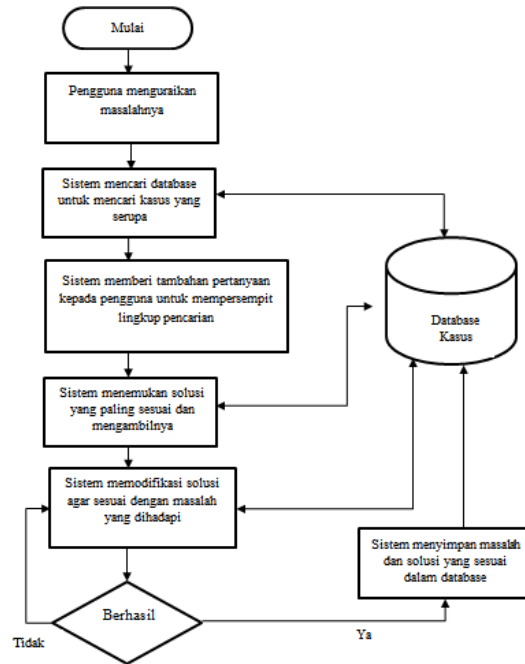 Mulai
Pengguna menguraikan
masalahnya
Sistem mencari database
untuk mencari kasus yang
serupa
Sistem memberi tambahan pertanyaan
kepada pengguna untuk mempersempit
lingkup pencarian
Database
Kasus
Sistem menemukan solusi
yang paling sesuai dan
mengambilnya
Sistem memodifikasi solusi
agar sesuai dengan masalah
yang dihadapi
Sistem menyimpan masalah
dan solusi yang sesuai
dalam database
Berhasil
Tidak
Ya